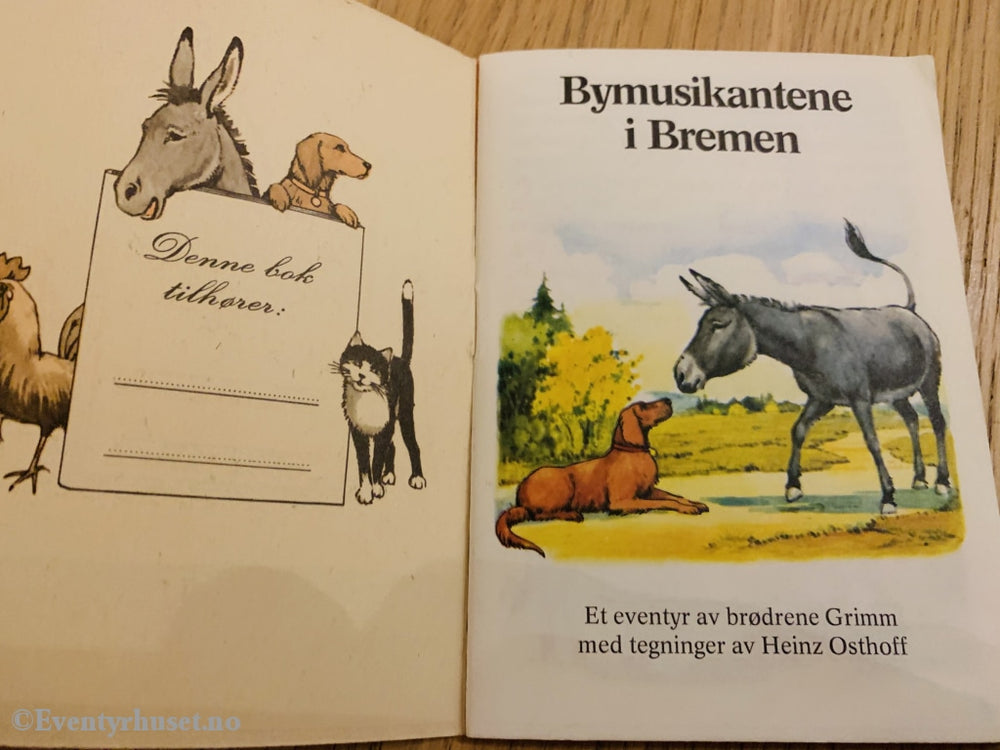 Denne bok
tilhører:
Bymusikantene
i Bremen
Et eventyr av brødrene Grimm
med tegninger av Heinz Osthoff
©Eventyrhuset.no